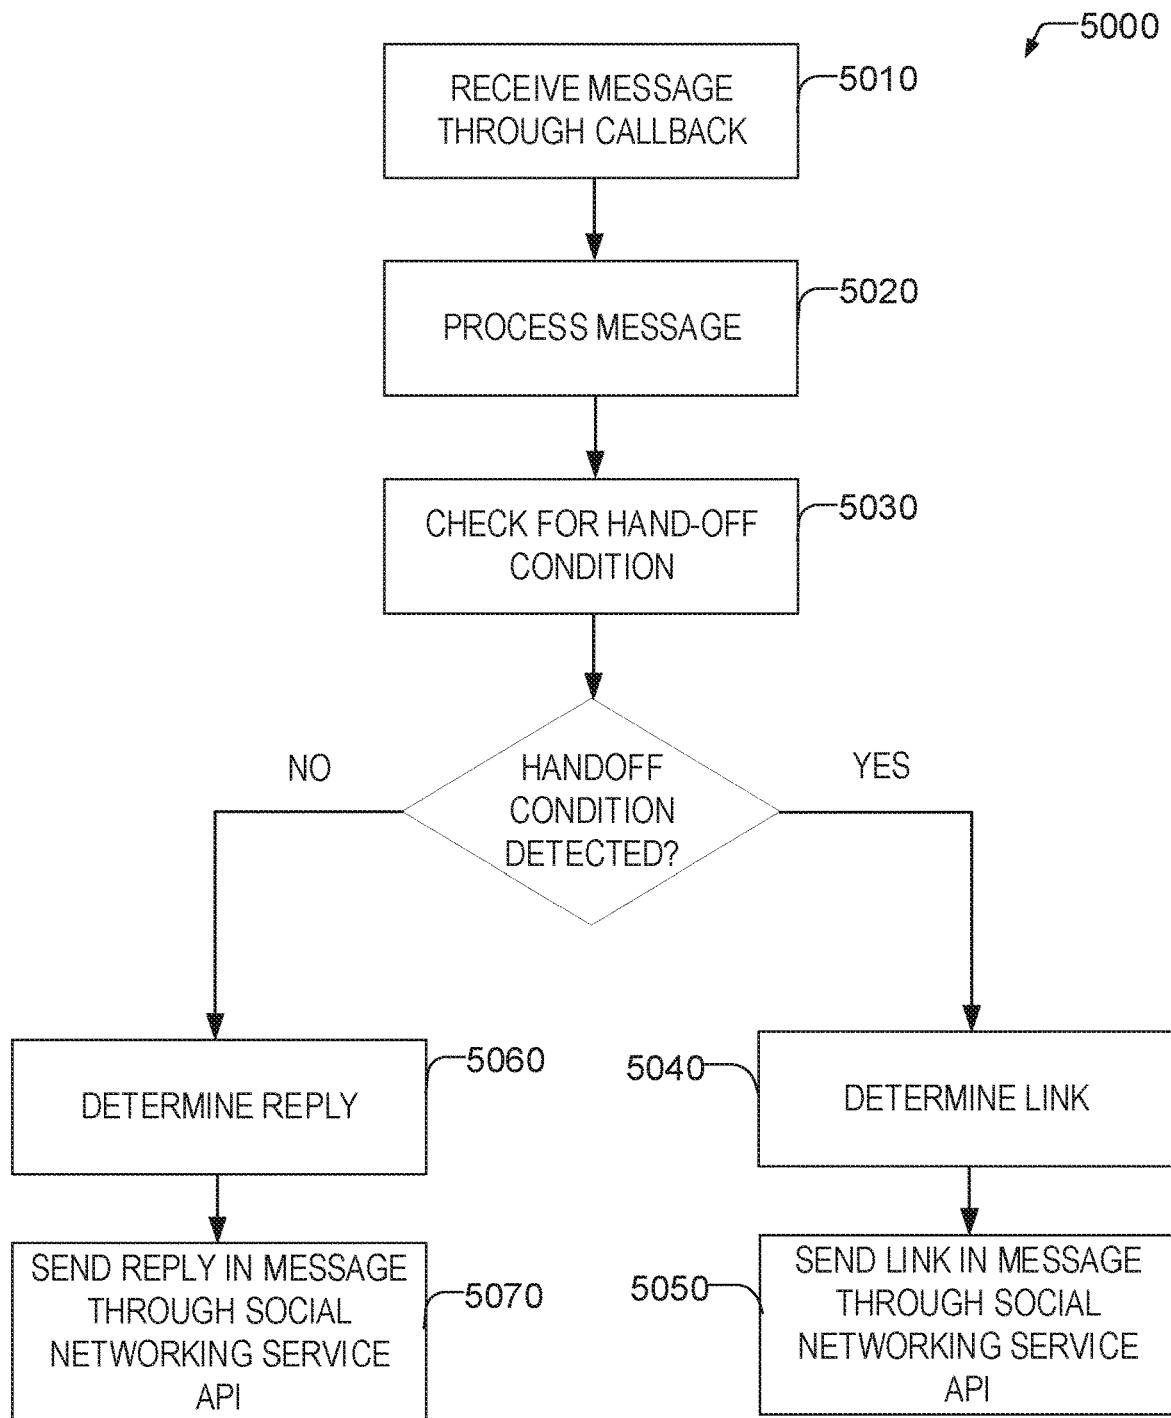 5000
RECEIVE MESSAGE
THROUGH CALLBACK
5010
PROCESS MESSAGE
5020
CHECK FOR HAND-OFF
CONDITION
5030
HANDOFF
CONDITION
DETECTED?
NO
YES
DETERMINE REPLY
5060
5040
DETERMINE LINK
SEND REPLY IN MESSAGE
THROUGH SOCIAL
NETWORKING SERVICE
API
5070
5050
SEND LINK IN MESSAGE
THROUGH SOCIAL
NETWORKING SERVICE
API